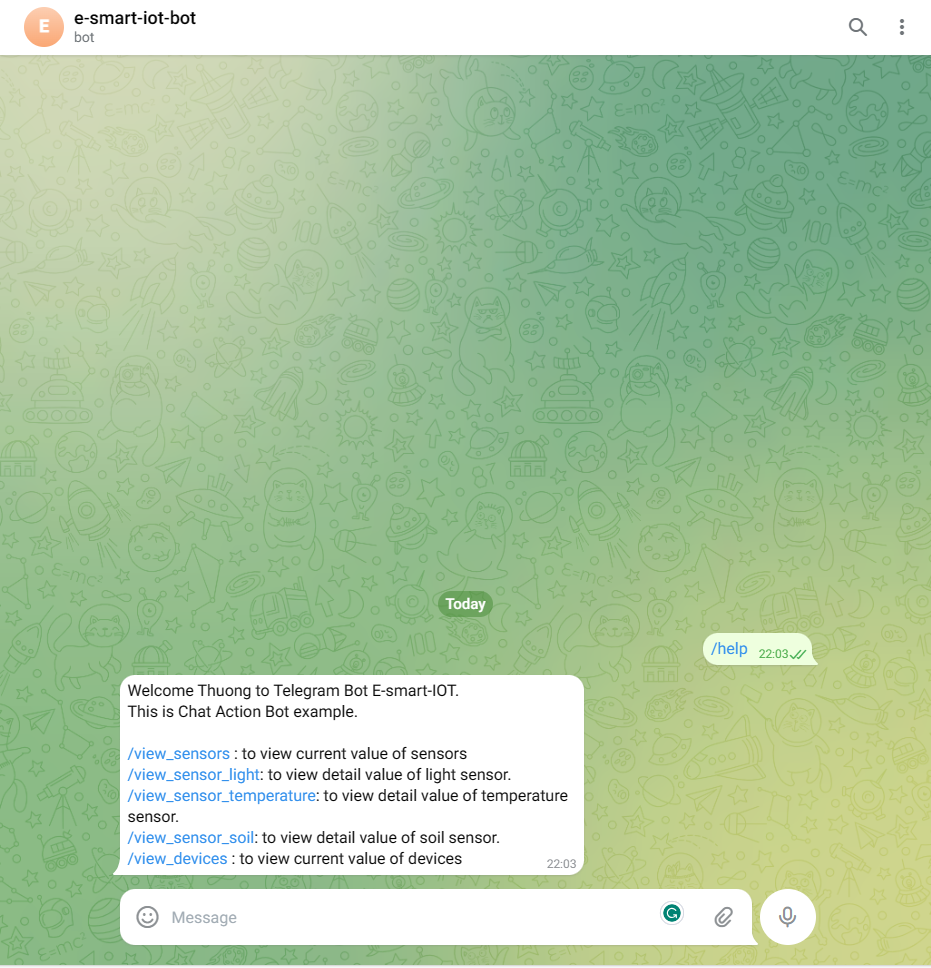 E
e-smart-iot-bot
bot
Today
/help 22:03
Welcome Thuong to Telegram Bot E-smart-IOT.
This is Chat Action Bot example.
/view_sensors : to view current value of sensors
/view_sensor_light: to view detail value of light sensor.
/view_sensor_temperature: to view detail value of temperature
sensor.
/view_sensor_soil: to view detail value of soil sensor.
/view_devices : to view current value of devices
22:03
Message